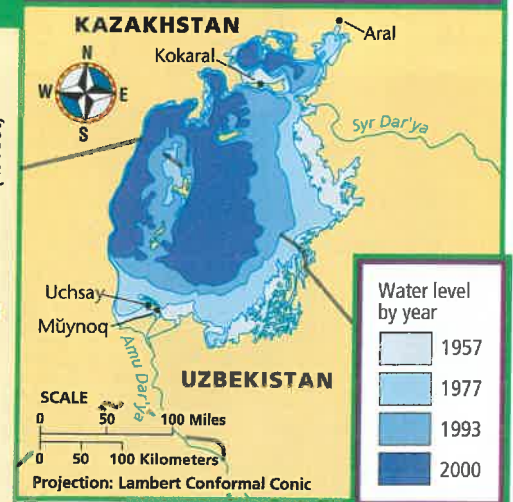 KAZAKHSTAN
Aral
Kokaral
N
W E
S
Syr Dar'ya
Uchsay
Mŭynoq
Amu Dar'ya
UZBEKISTAN
SCALE
0 50 100 Miles
0 50 100 Kilometers
Projection: Lambert Conformal Conic
Water level
by year
1957
1977
1993
2000